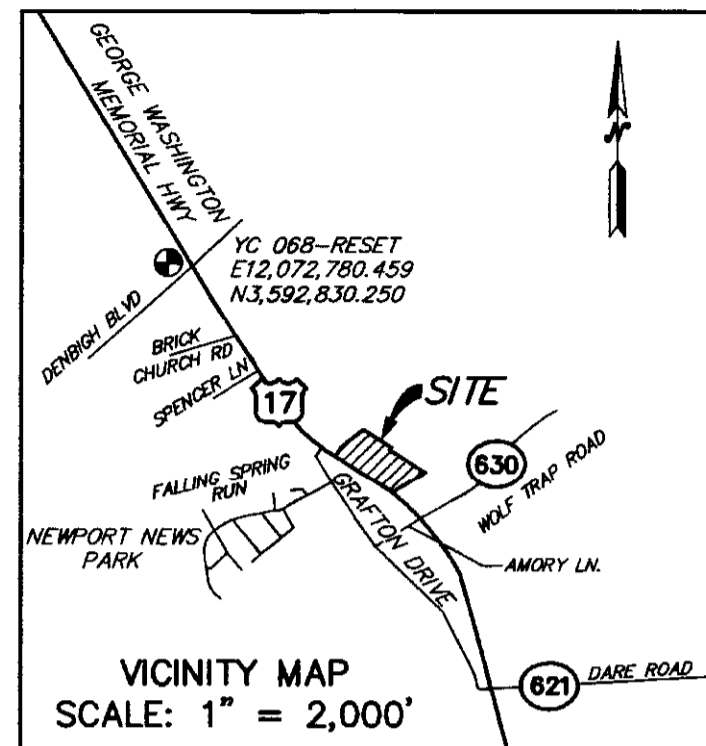 GEORGE WASHINGTON
MEMORIAL HWY
N
YC 068-RESET
E12,072,780.459
N3,592,830.250
DENBIGH BLVD
BRICK
CHURCH RD
SPENCER LN
17
SITE
630
WOLF TRAP ROAD
FALLING SPRING
RUN
GRAFTON DRIVE
NEWPORT NEWS
PARK
AMORY LN.
621
DARE ROAD
VICINITY MAP
SCALE: 1" = 2,000'